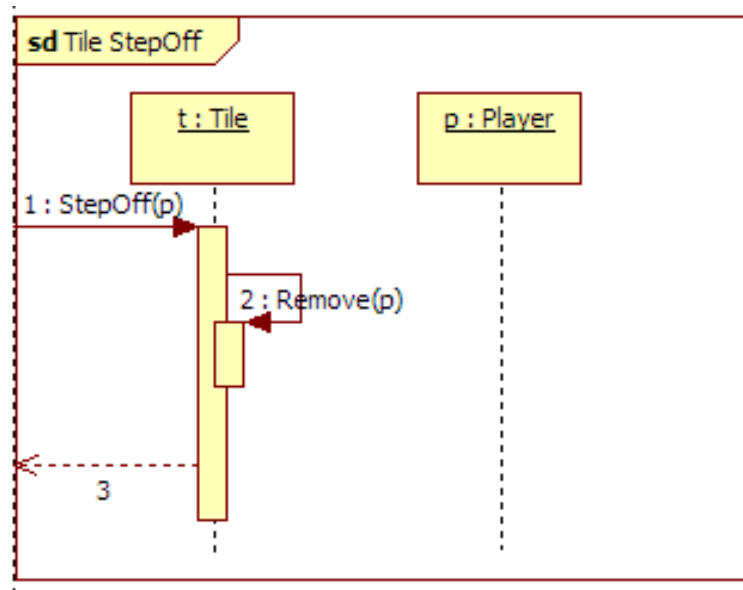 sd Tile StepOff
t : Tile
p : Player
1 : StepOff(p)
2 : Remove(p)
3